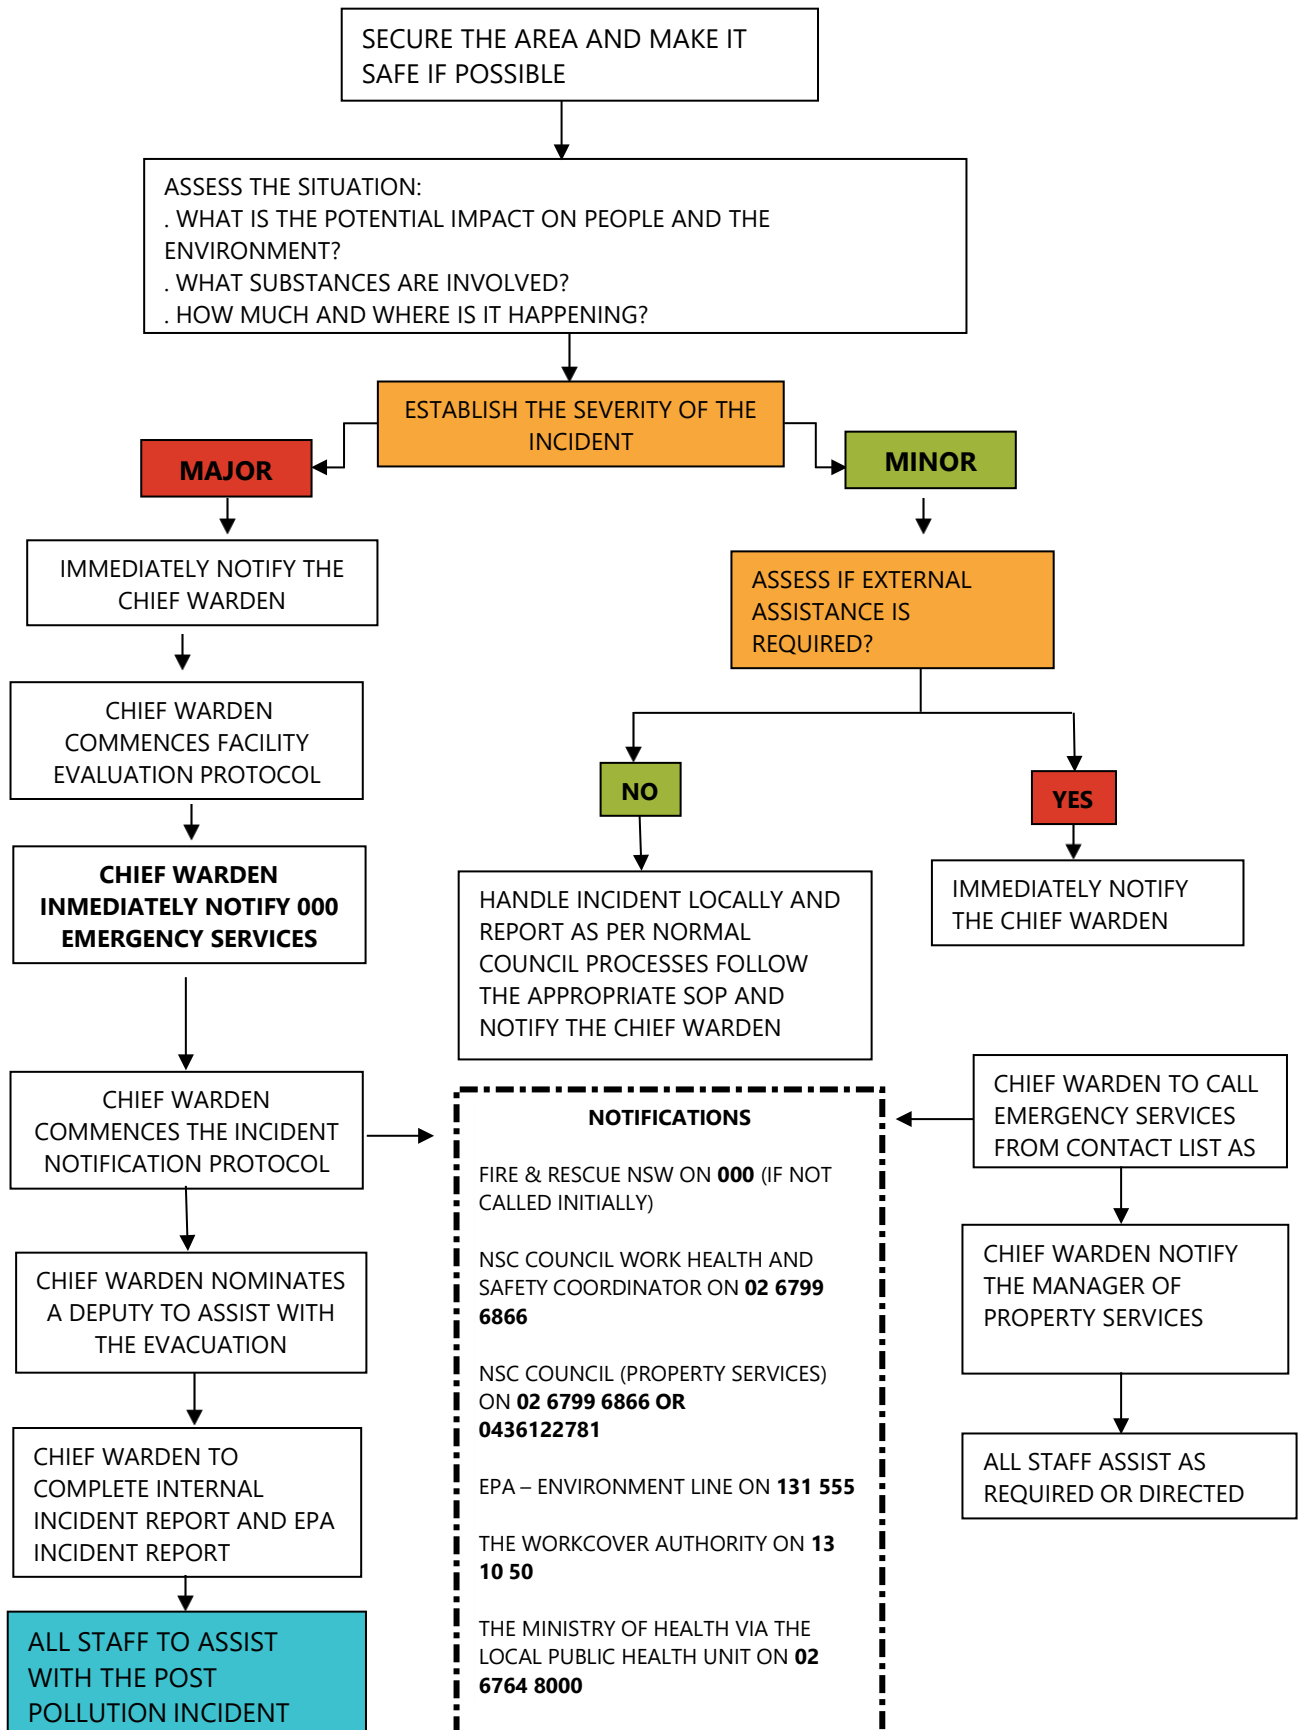 SECURE THE AREA AND MAKE IT
SAFE IF POSSIBLE
ASSESS THE SITUATION:
. WHAT IS THE POTENTIAL IMPACT ON PEOPLE AND THE
ENVIRONMENT?
. WHAT SUBSTANCES ARE INVOLVED?
. HOW MUCH AND WHERE IS IT HAPPENING?
ESTABLISH THE SEVERITY OF THE
INCIDENT
MAJOR
IMMEDIATELY NOTIFY THE
CHIEF WARDEN
CHIEF WARDEN
COMMENCES FACILITY
EVALUATION PROTOCOL
CHIEF WARDEN
INMEDIATELY NOTIFY 000
EMERGENCY SERVICES
CHIEF WARDEN
COMMENCES THE INCIDENT
NOTIFICATION PROTOCOL
CHIEF WARDEN NOMINATES
A DEPUTY TO ASSIST WITH
THE EVACUATION
CHIEF WARDEN TO
COMPLETE INTERNAL
INCIDENT REPORT AND EPA
INCIDENT REPORT
ALL STAFF TO ASSIST
WITH THE POST
POLLUTION INCIDENT
MINOR
ASSESS IF EXTERNAL
ASSISTANCE IS
REQUIRED?
NO
HANDLE INCIDENT LOCALLY AND
REPORT AS PER NORMAL
COUNCIL PROCESSES FOLLOW
THE APPROPRIATE SOP AND
NOTIFY THE CHIEF WARDEN
YES
IMMEDIATELY NOTIFY
THE CHIEF WARDEN
CHIEF WARDEN TO CALL
EMERGENCY SERVICES
FROM CONTACT LIST AS
CHIEF WARDEN NOTIFY
THE MANAGER OF
PROPERTY SERVICES
ALL STAFF ASSIST AS
REQUIRED OR DIRECTED
NOTIFICATIONS
FIRE & RESCUE NSW ON 000 (IF NOT
CALLED INITIALLY)
NSC COUNCIL WORK HEALTH AND
SAFETY COORDINATOR ON 02 6799
6866
NSC COUNCIL (PROPERTY SERVICES)
ON 02 6799 6866 OR
0436122781
EPA – ENVIRONMENT LINE ON 131 555
THE WORKCOVER AUTHORITY ON 13
10 50
THE MINISTRY OF HEALTH VIA THE
LOCAL PUBLIC HEALTH UNIT ON 02
6764 8000